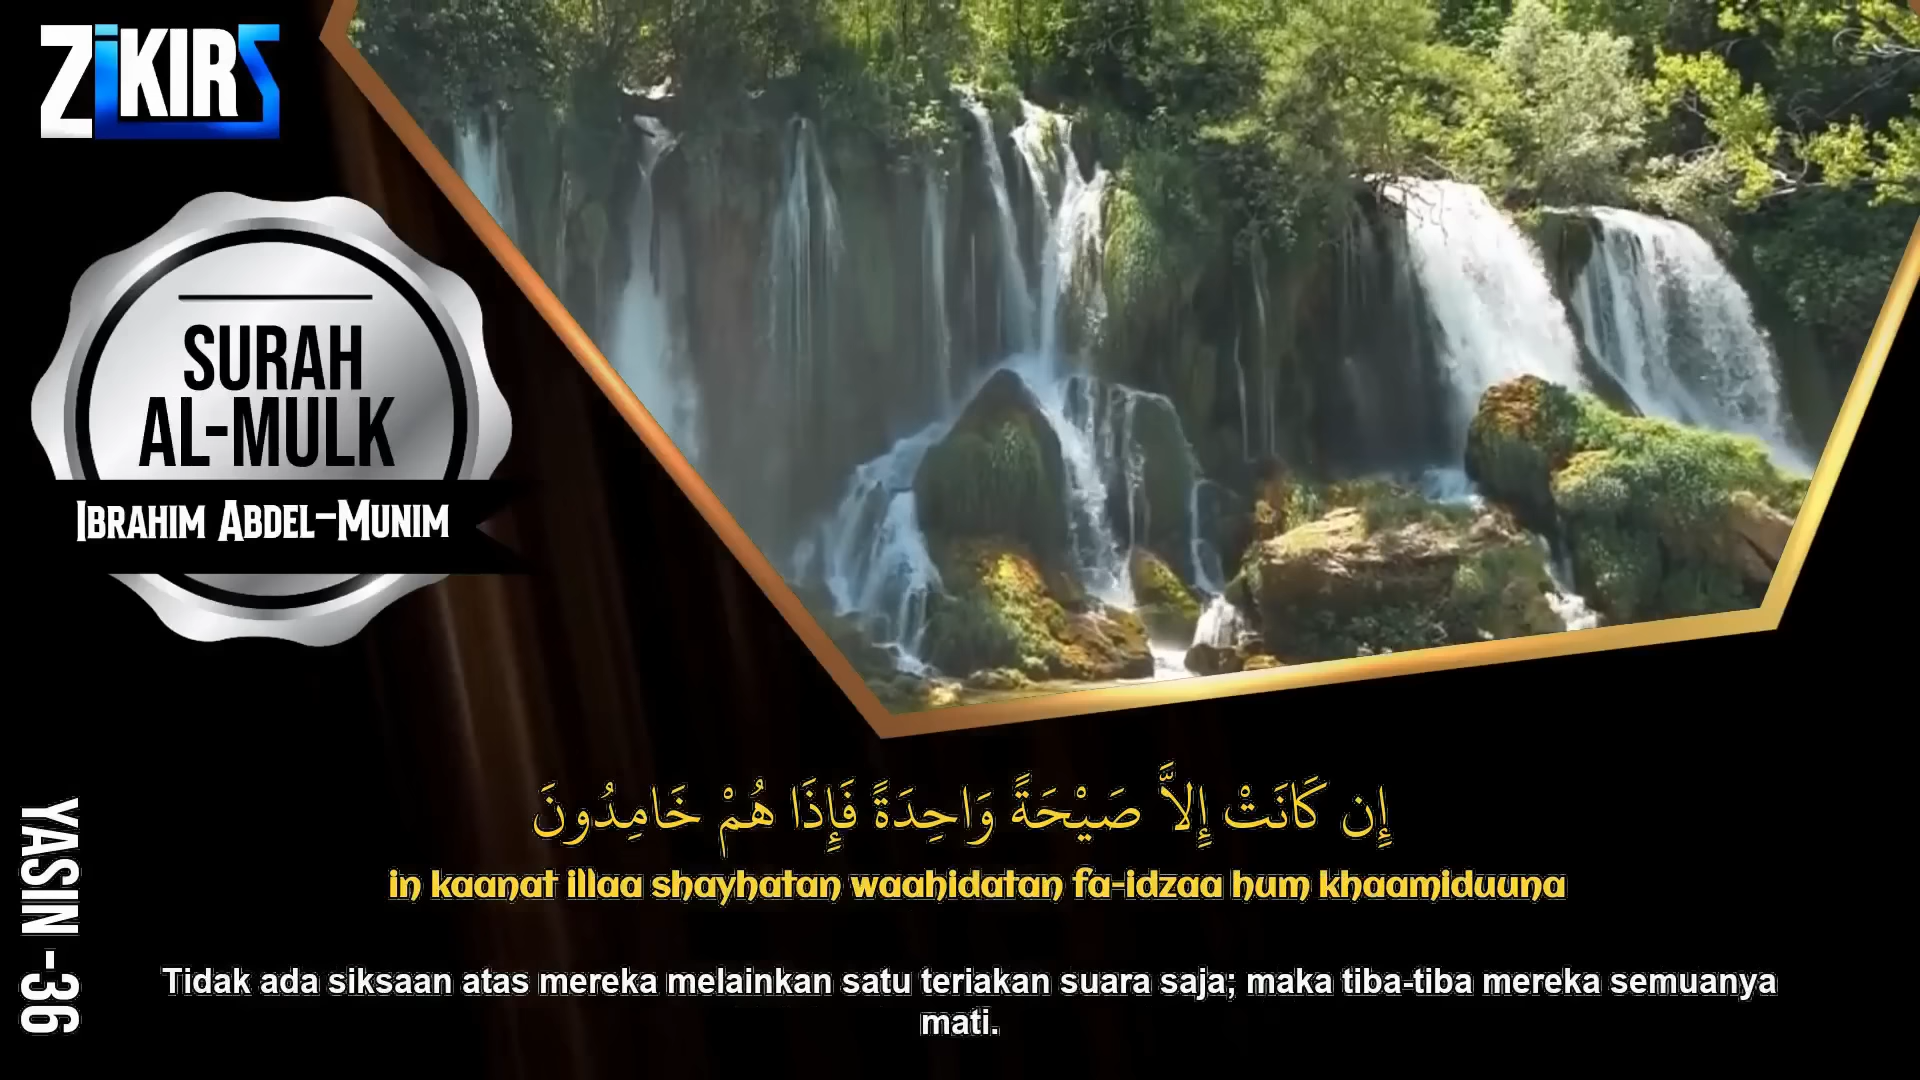 ZiKIRS
SURAH
AL-MULK
IBRAHIM ABDEL-MUNIM
إِن كَانَتْ إِلاَّ صَيْحَةً وَاحِدَةً فَإِذَا هُمْ خَامِدُونَ
in kaanat illaa shayhatan waahidatan fa-idzaa hum khaamiduuna
YASIN -36
Tidak ada siksaan atas mereka melainkan satu teriakan suara saja; maka tiba-tiba mereka semuanya
mati.